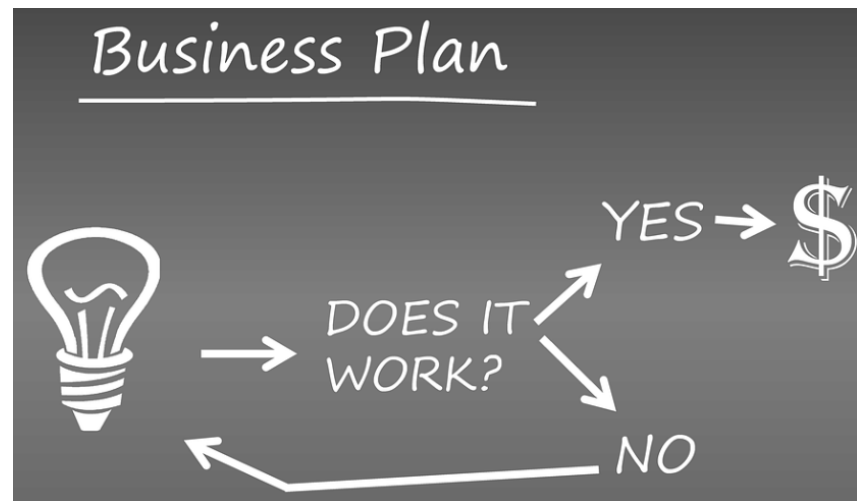 Business Plan
YES
$
DOES IT
WORK?
NO